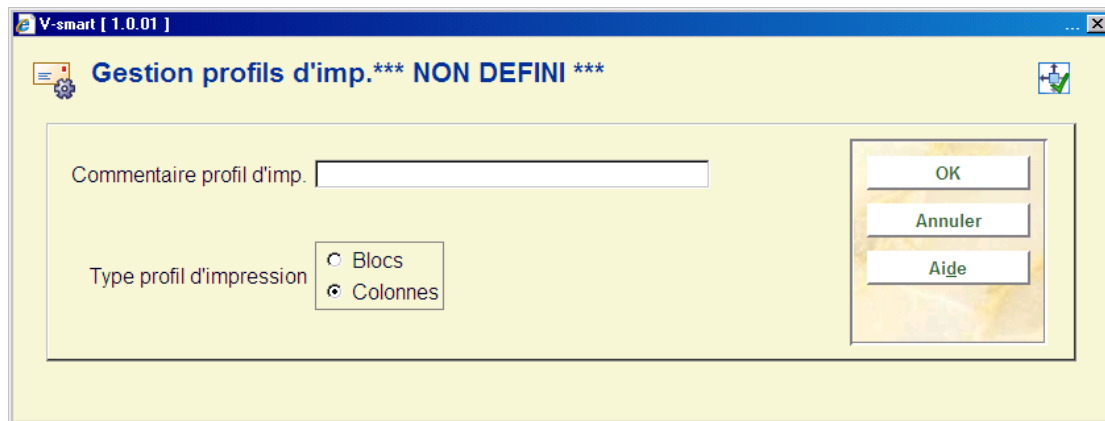 V-smart [ 1.0.01 ]
...
Gestion profils d'imp.*** NON DEFINI ***
Commentaire profil d'imp.
OK
Annuler
Aide
Type profil d'impression
Blocs
Colonnes